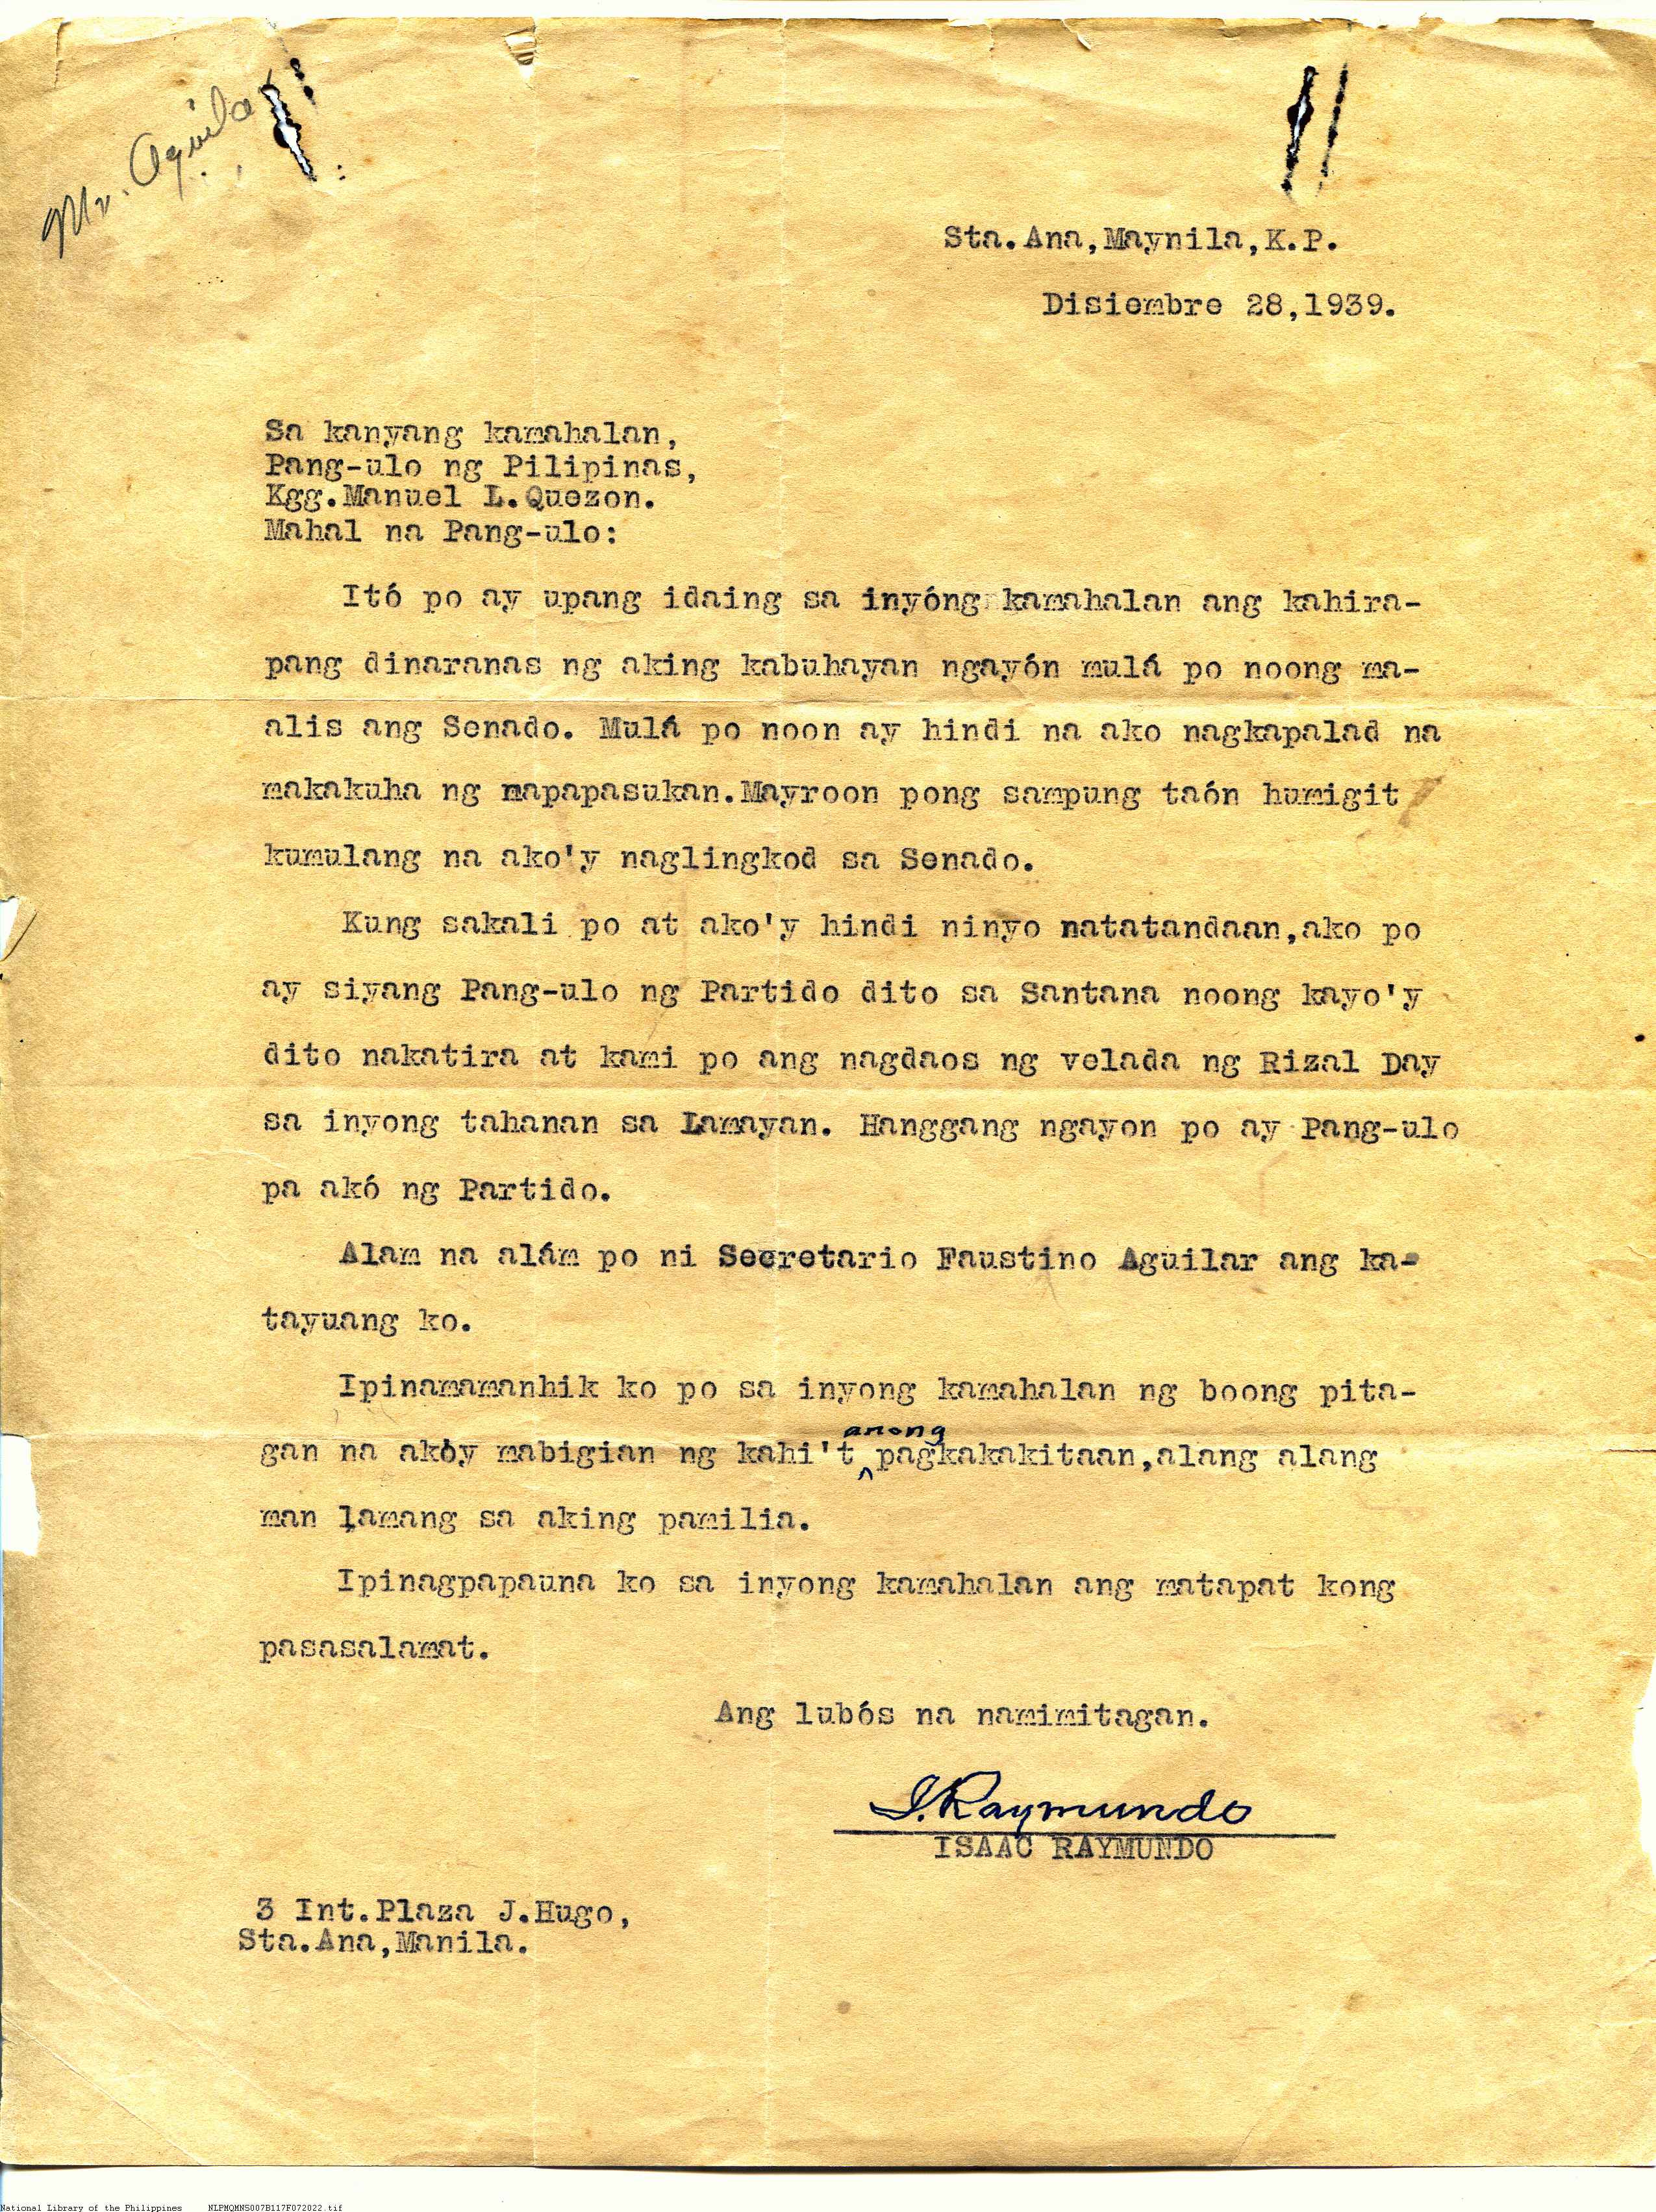 Mr. Aguila
Sta.Ana,Maynila,K.P.
Disiembre 28,1939.
Sa kanyang kamahalan,
Pang-ulo ng Pilipinas,
Kgg.Manuel L.Quezon.
Mahal na Pang-ulo:
Itó po ay upang idaing sa inyóng kamahalan ang kahira-
pang dinaranas ng aking kabuhayan ngayón mulá po noong ma-
alis ang Senado. Mulá po noon ay hindi na ako nagkapalad na
makakuha ng mapapasukan.Mayroon pong sampung taón humigit
kumulang na ako'y naglingkod sa Senado.
Kung sakali po at ako'y hindi ninyo natatandaan,ako po
ay siyang Pang-ulo ng Partido dito sa Santana noong kayo'y
dito nakatira at kami po ang nagdaos ng velada ng Rizal Day
sa inyong tahanan sa Lamayan. Hanggang ngayon po ay Pang-ulo
pa akó ng Partido.
Alam na alám po ni Secretario Faustino Aguilar ang ka-
tayuang ko.
Ipinamamanhik ko po sa inyong kamahalan ng boong pita-
gan na akòy mabigian ng kahi't anong pagkakakitaan,alang alang
man lamang sa aking pamilia.
Ipinagpapauna ko sa inyong kamahalan ang matapat kong
pasasalamat.
Ang lubós na namimitagan.
I. Raymundo
ISAAC RAYMUNDO
3 Int.Plaza J.Hugo,
Sta.Ana,Manila.
National Library of the Philippines NLPMQMNS007B117F072022.tif